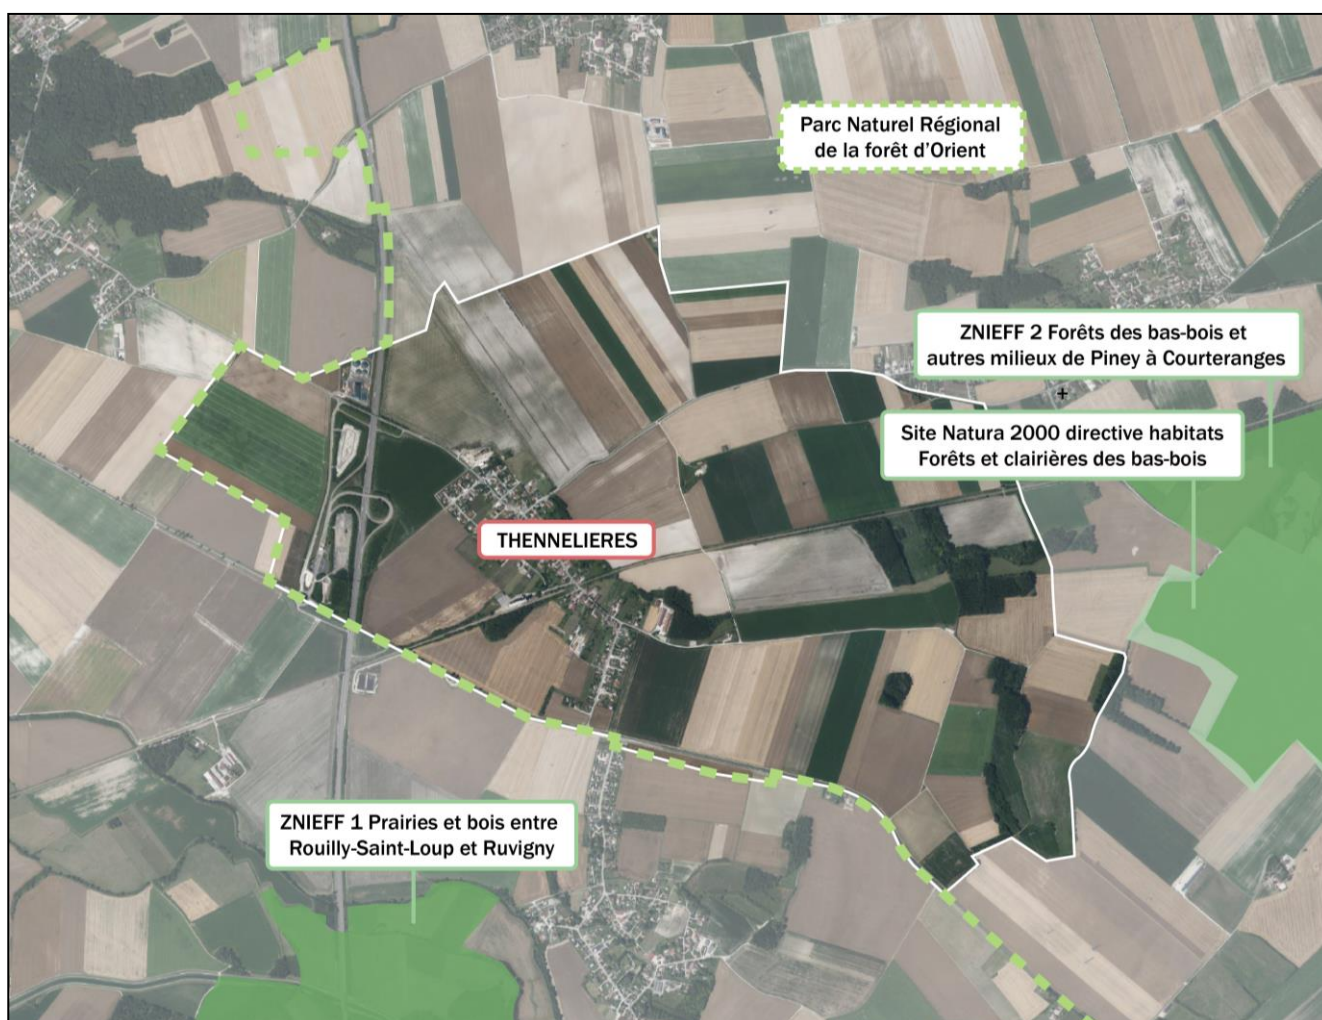 Parc Naturel Régional
de la forêt d'Orient
ZNIEFF 2 Forêts des bas-bois et
autres milieux de Piney à Courteranges
+
Site Natura 2000 directive habitats
Forêts et clairières des bas-bois
THENNELIERES
ZNIEFF 1 Prairies et bois entre
Rouilly-Saint-Loup et Ruvigny